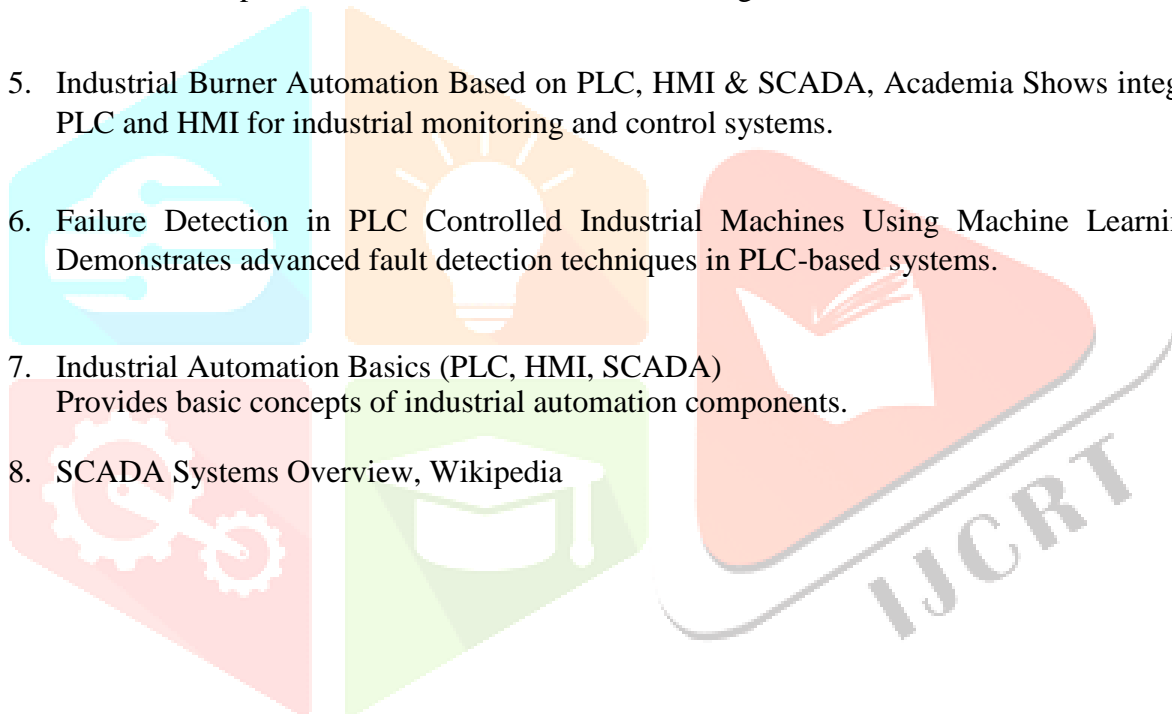 5. Industrial Burner Automation Based on PLC, HMI & SCADA, Academia Shows
PLC and HMI for industrial monitoring and control systems.
6. Failure Detection in PLC Controlled Industrial Machines Using Machine
Demonstrates advanced fault detection techniques in PLC-based systems.
7. Industrial Automation Basics (PLC, HMI, SCADA)
Provides basic concepts of industrial automation components.
8. SCADA Systems Overview, Wikipedia
IJCRT